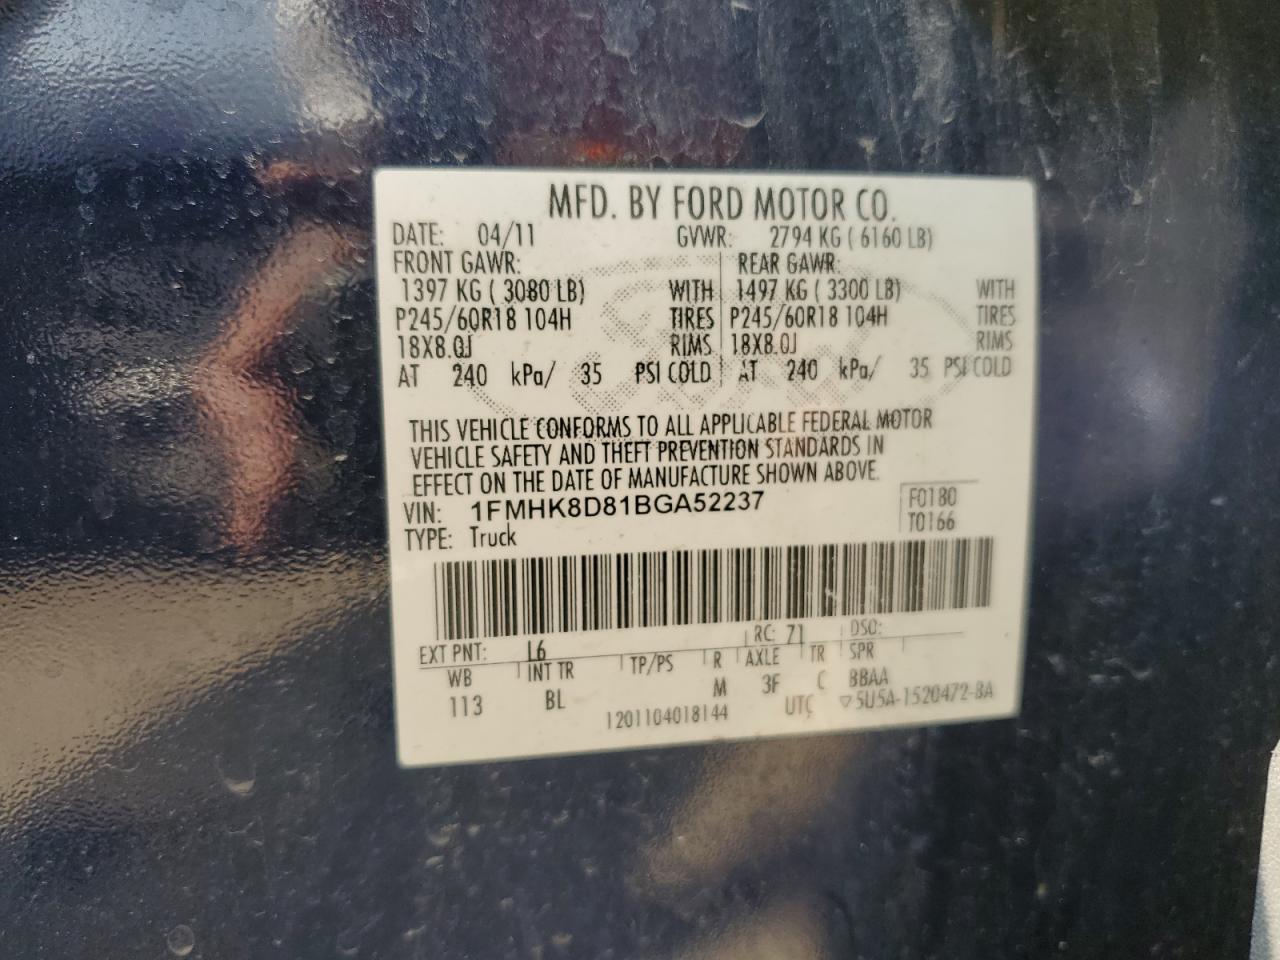 MFD. BY FORD MOTOR CO.
DATE: 04/11 GVWR: 2794 KG ( 6160 LB)
FRONT GAWR: REAR GAWR:
1397 KG ( 3080 LB) WITH 1497 KG ( 3300 LB) WITH
P245/60R18 104H TIRES P245/60R18 104H TIRES
18X8.0J RIMS 18X8.0J RIMS
AT 240 kPa/ 35 PSI COLD AT 240 kPa/ 35 PSI COLD
THIS VEHICLE CONFORMS TO ALL APPLICABLE FEDERAL MOTOR
VEHICLE SAFETY AND THEFT PREVENTION STANDARDS IN
EFFECT ON THE DATE OF MANUFACTURE SHOWN ABOVE.
VIN: 1FMHK8D81BGA52237 F0180
TYPE: Truck T0166
EXT PNT: L6 RC: 71 DSO:
WB INT TR TP/PS R AXLE TR SPR
113 BL M 3F C BBAA
1201104018144 UTC ▽5U5A-1520472-BA